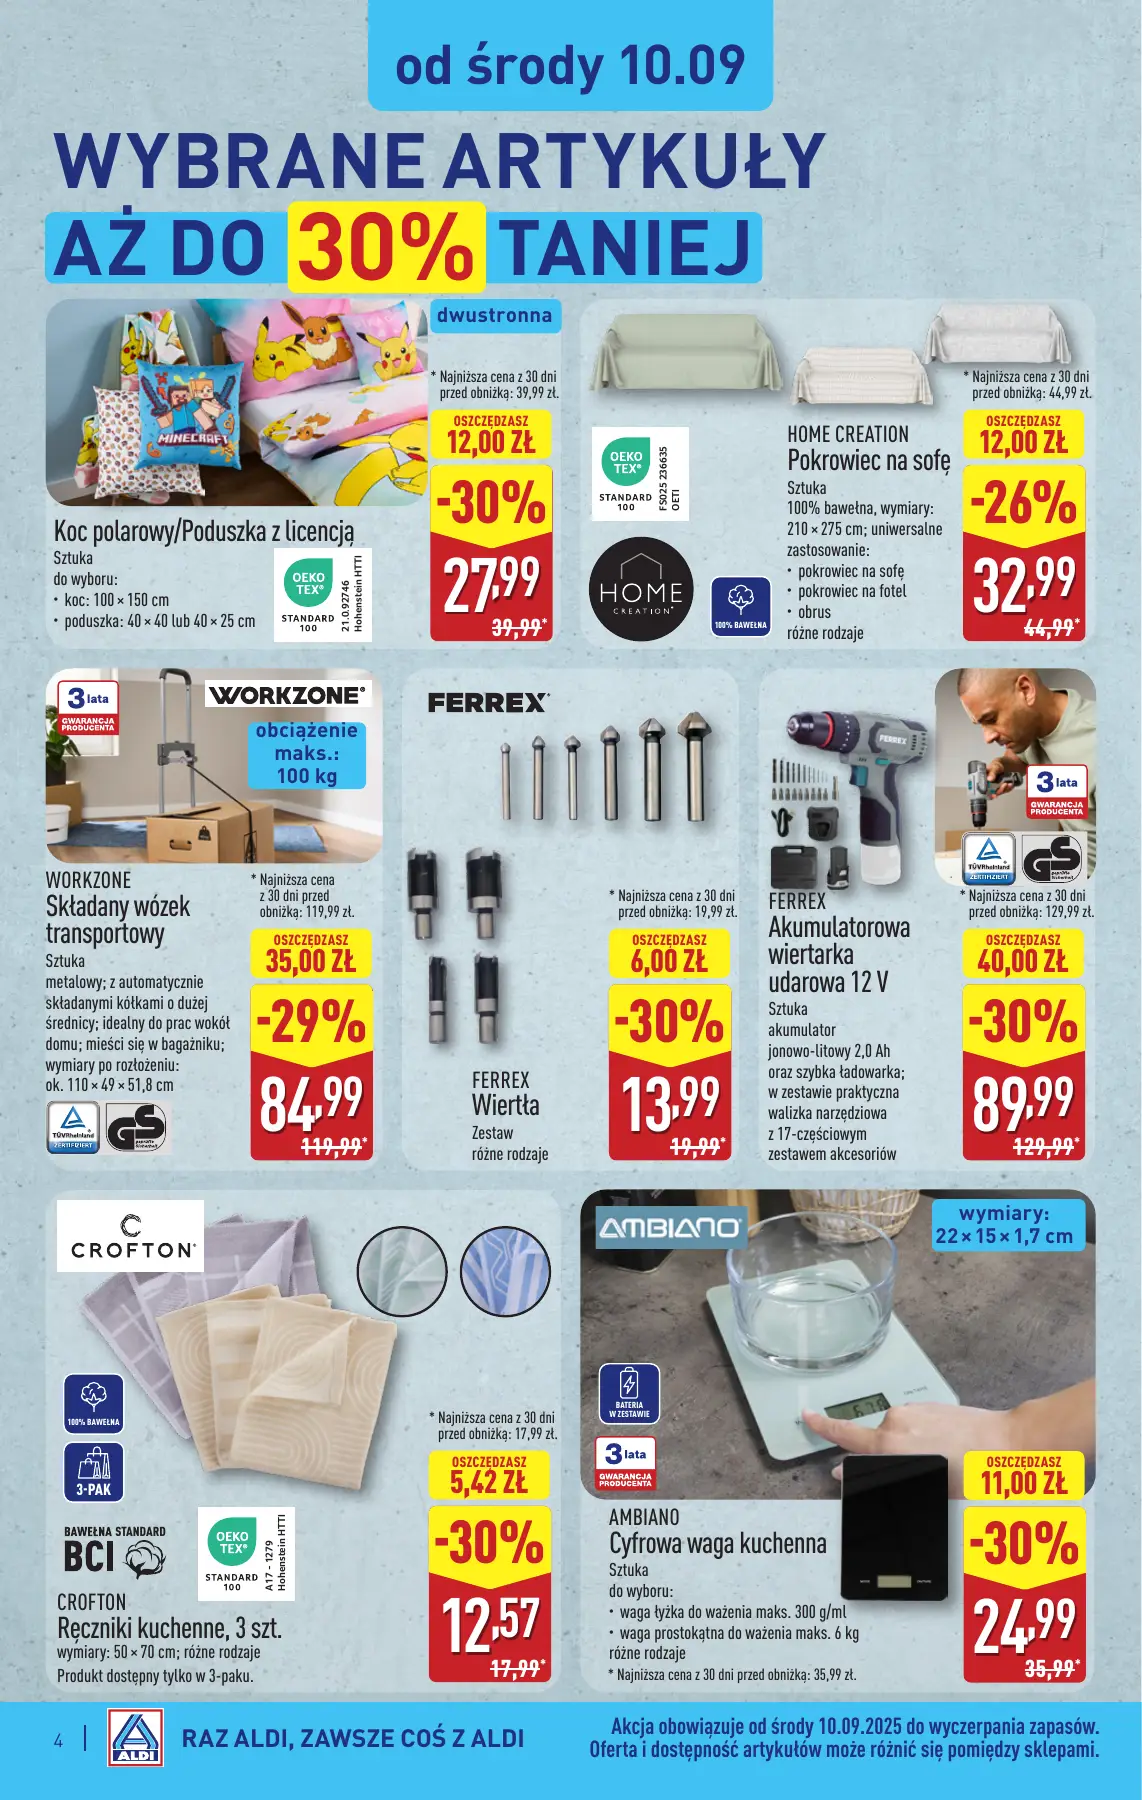 od środy 10.09
WYBRANE ARTYKUŁY
AŻ DO 30% TANIEJ
dwustronna
MINECRAFT
* Najniższa cena z 30 dni
przed obniżką: 39,99 zł.
OSZCZĘDZASZ
12,00 ZŁ
-30%
27,99
39,99*
Koc polarowy/Poduszka z licencją
Sztuka
do wyboru:
• koc: 100 × 150 cm
• poduszka: 40 × 40 lub 40 × 25 cm
OEKO
TEX®
STANDARD
100
21.0.92746
Hohenstein HTTI
* Najniższa cena z 30 dni
przed obniżką: 44,99 zł.
OSZCZĘDZASZ
12,00 ZŁ
-26%
32,99
44,99*
HOME CREATION
Pokrowiec na sofę
Sztuka
100% bawełna, wymiary:
210 × 275 cm; uniwersalne
zastosowanie:
• pokrowiec na sofę
• pokrowiec na fotel
• obrus
różne rodzaje
OEKO
TEX®
STANDARD
100
FS025 236635
OETI
HOME
CREATION
100% BAWEŁNA
3 lata
GWARANCJA
PRODUCENTA
WORKZONE®
obciążenie
maks.:
100 kg
WORKZONE
Składany wózek
transportowy
Sztuka
metalowy; z automatycznie
składanymi kółkami o dużej
średnicy; idealny do prac wokół
domu; mieści się w bagażniku;
wymiary po rozłożeniu:
ok. 110 × 49 × 51,8 cm
TÜVRheinland
ZERTIFIZIERT
GS
geprüfte
Sicherheit
* Najniższa cena
z 30 dni przed
obniżką: 119,99 zł.
OSZCZĘDZASZ
35,00 ZŁ
-29%
84,99
119,99*
FERREX®
FERREX
Wiertła
Zestaw
różne rodzaje
* Najniższa cena z 30 dni
przed obniżką: 19,99 zł.
OSZCZĘDZASZ
6,00 ZŁ
-30%
13,99
19,99*
FERREX
3 lata
GWARANCJA
PRODUCENTA
TÜVRheinland
ZERTIFIZIERT
GS
geprüfte
Sicherheit
FERREX
Akumulatorowa
wiertarka
udarowa 12 V
Sztuka
akumulator
jonowo-litowy 2,0 Ah
oraz szybka ładowarka;
w zestawie praktyczna
walizka narzędziowa
z 17-częściowym
zestawem akcesoriów
* Najniższa cena z 30 dni
przed obniżką: 129,99 zł.
OSZCZĘDZASZ
40,00 ZŁ
-30%
89,99
129,99*
CROFTON®
100% BAWEŁNA
3-PAK
BAWEŁNA STANDARD
BCI
OEKO
TEX®
STANDARD
100
A17 - 1279
Hohenstein HTTI
CROFTON
Ręczniki kuchenne, 3 szt.
wymiary: 50 × 70 cm; różne rodzaje
Produkt dostępny tylko w 3-paku.
* Najniższa cena z 30 dni
przed obniżką: 17,99 zł.
OSZCZĘDZASZ
5,42 ZŁ
-30%
12,57
17,99*
AMBIANO®
wymiary:
22 × 15 × 1,7 cm
BATERIA
W ZESTAWIE
3 lata
GWARANCJA
PRODUCENTA
AMBIANO
Cyfrowa waga kuchenna
Sztuka
do wyboru:
• waga łyżka do ważenia maks. 300 g/ml
• waga prostokątna do ważenia maks. 6 kg
różne rodzaje
* Najniższa cena z 30 dni przed obniżką: 35,99 zł.
OSZCZĘDZASZ
11,00 ZŁ
-30%
24,99
35,99*
4
ALDI
RAZ ALDI, ZAWSZE COŚ Z ALDI
Akcja obowiązuje od środy 10.09.2025 do wyczerpania zapasów.
Oferta i dostępność artykułów może różnić się pomiędzy sklepami.